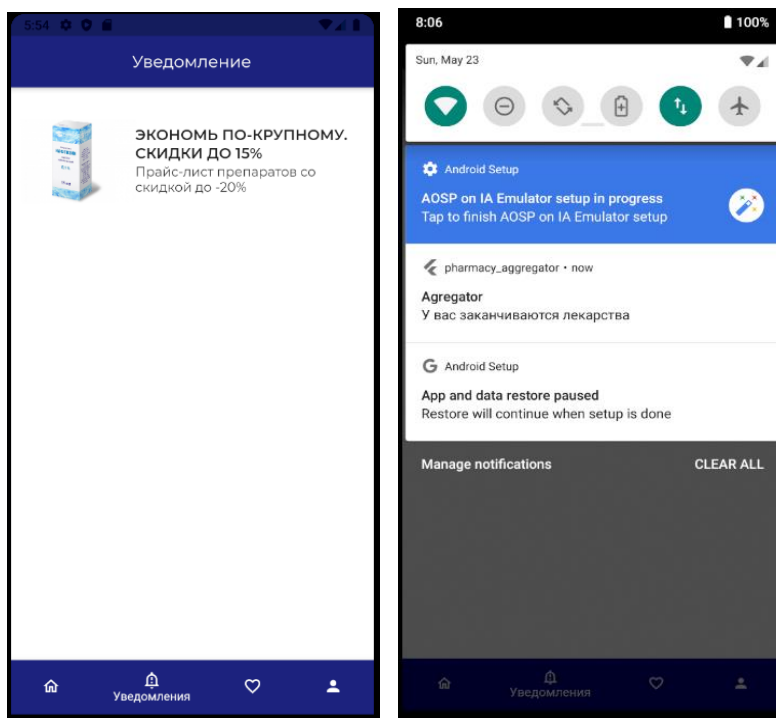 5:54
Уведомление
ЭКОНОМЬ ПО-КРУПНОМУ.
СКИДКИ ДО 15%
Прайс-лист препаратов со
скидкой до -20%
Уведомления
8:06
100%
Sun, May 23
Android Setup
AOSP on IA Emulator setup in progress
Tap to finish AOSP on IA Emulator setup
pharmacy_aggregator • now
Agregator
У вас заканчиваются лекарства
Android Setup
App and data restore paused
Restore will continue when setup is done
Manage notifications
CLEAR ALL
Уведомления